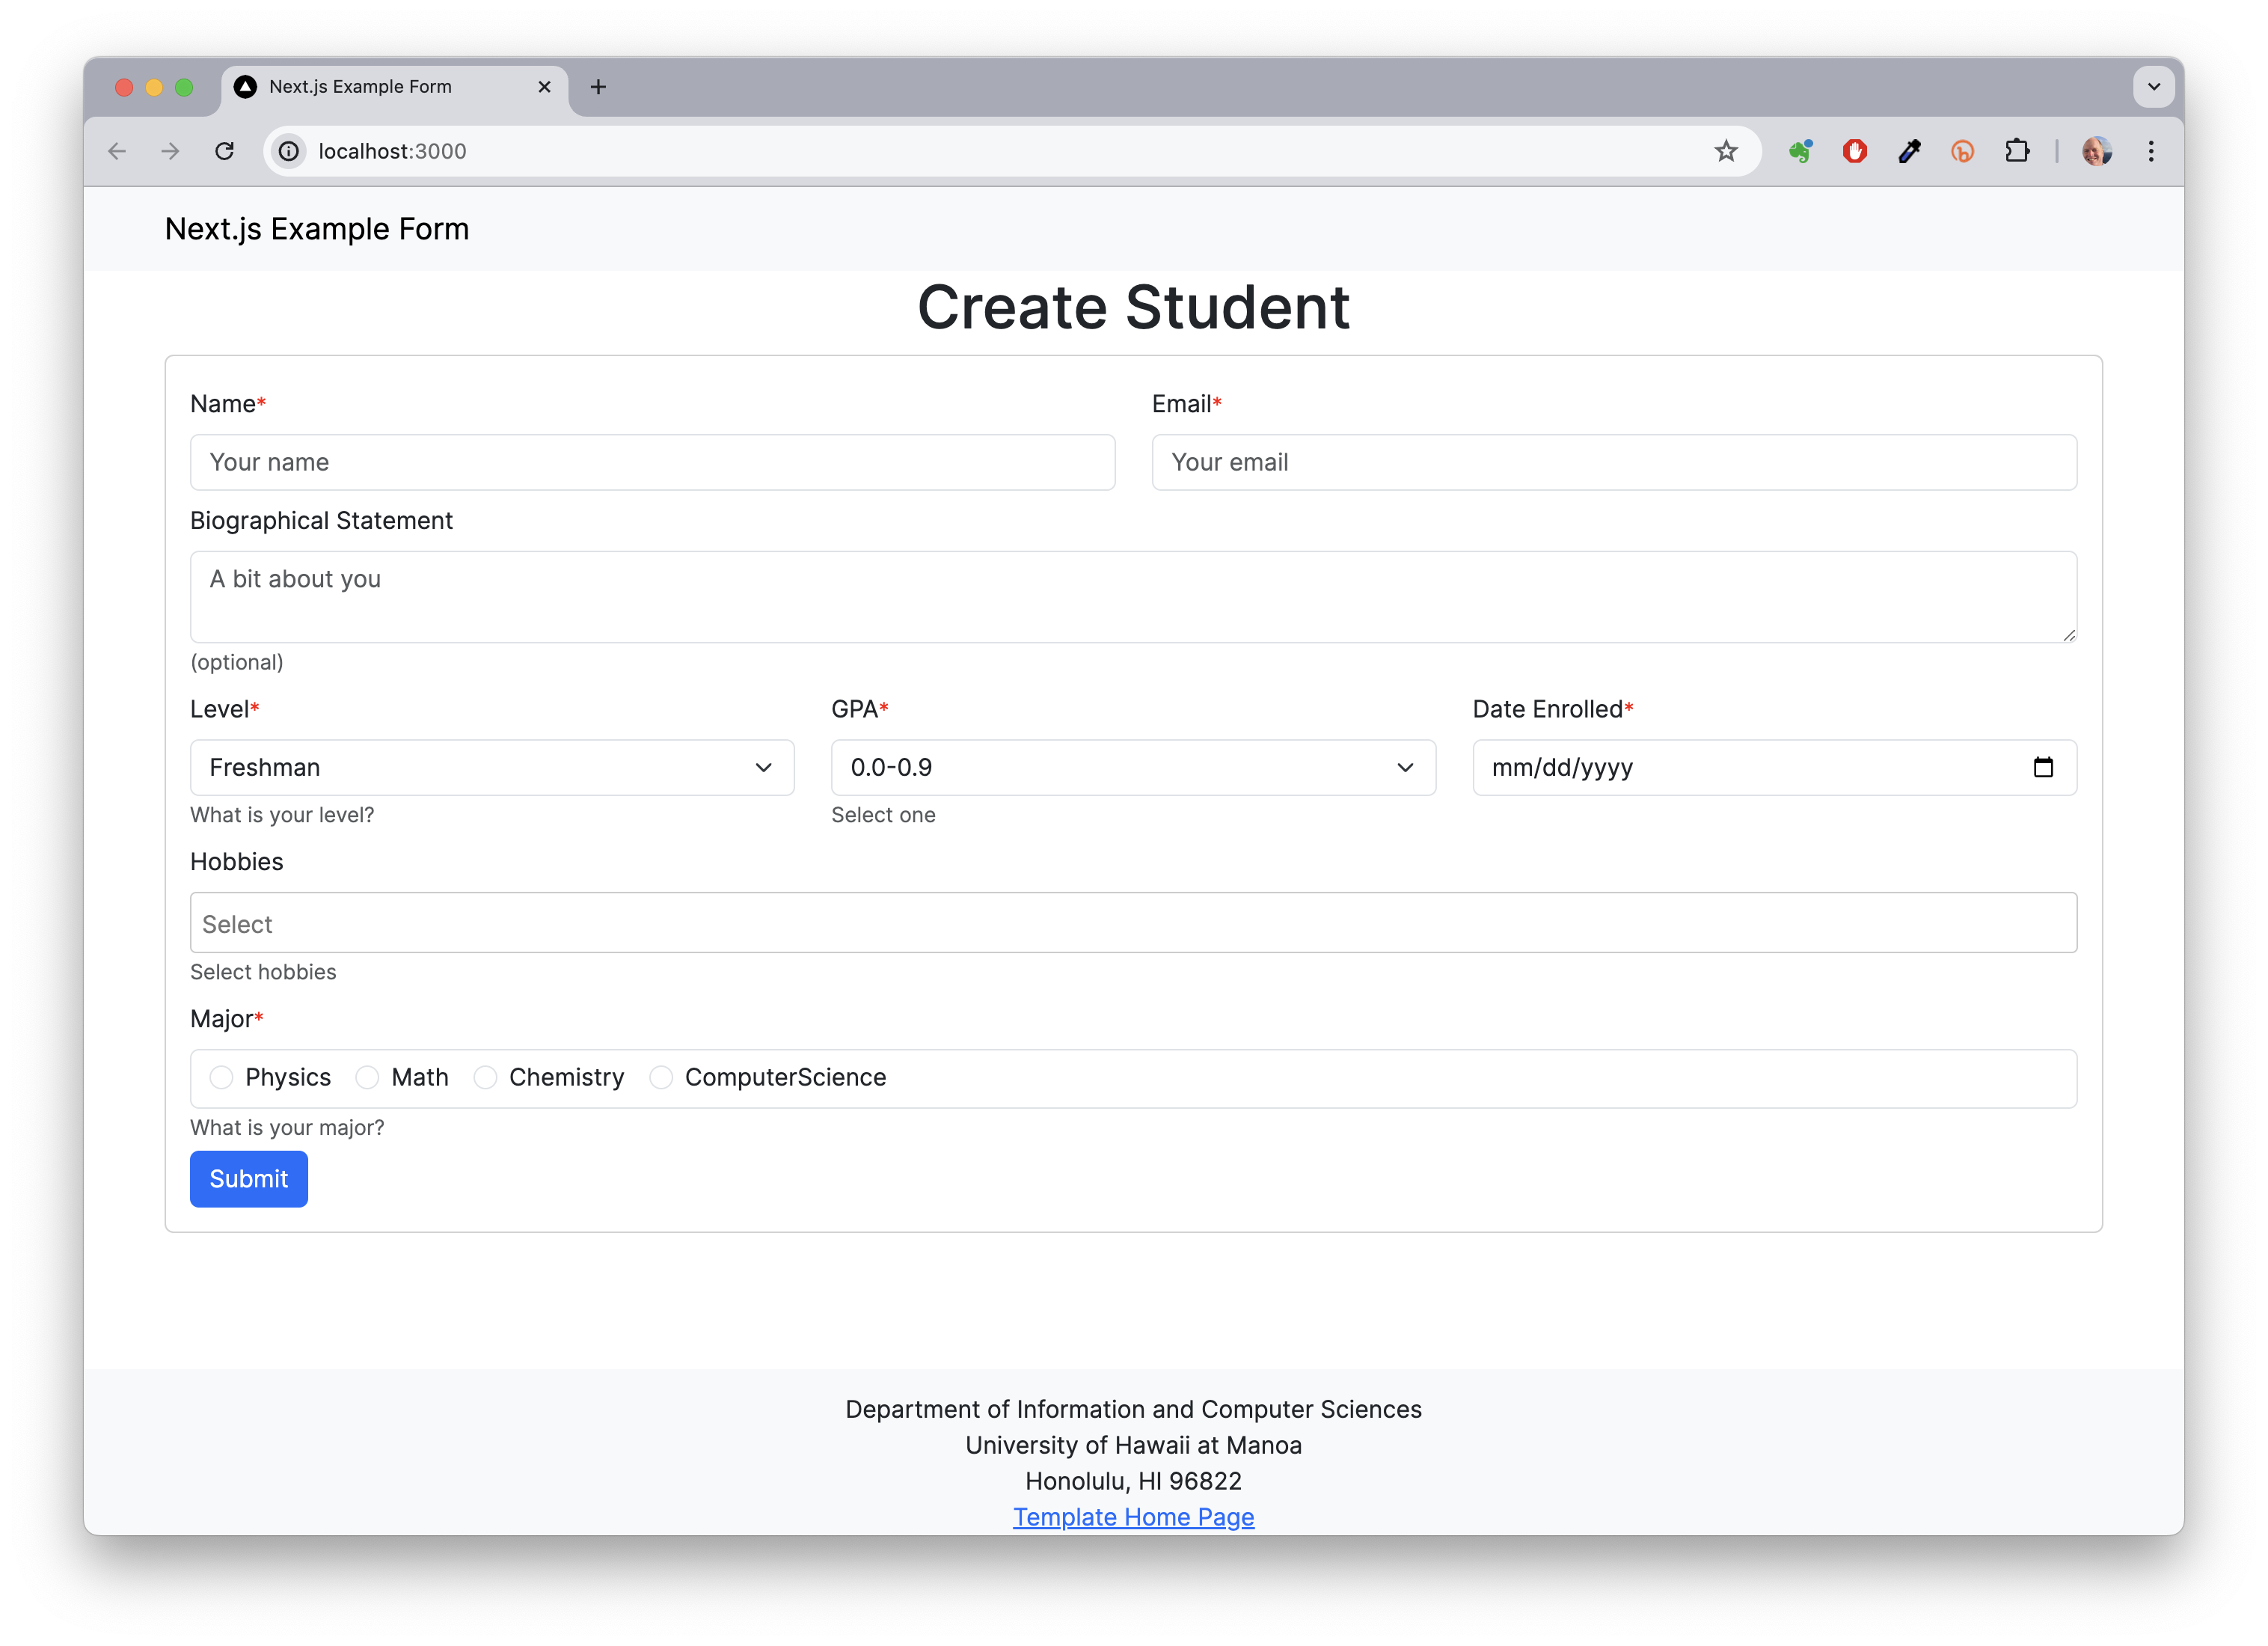 Next.js Example Form
localhost:3000
Next.js Example Form
Create Student
Name* Email*
Your name Your email
Biographical Statement
A bit about you
(optional)
Level* GPA* Date Enrolled*
Freshman 0.0-0.9 mm/dd/yyyy
What is your level? Select one
Hobbies
Select
Select hobbies
Major*
Physics Math Chemistry ComputerScience
What is your major?
Submit
Department of Information and Computer Sciences
University of Hawaii at Manoa
Honolulu, HI 96822
Template Home Page